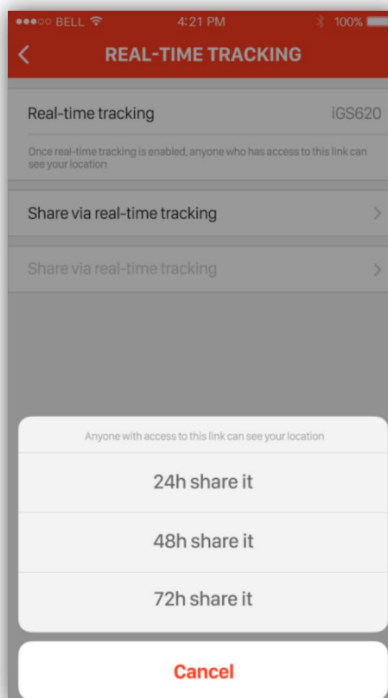 BELL 4:21 PM 100%
REAL-TIME TRACKING
Real-time tracking iGS620
Once real-time tracking is enabled, anyone who has access to this link can
see your location
Share via real-time tracking
Share via real-time tracking
Anyone with access to this link can see your location
24h share it
48h share it
72h share it
Cancel